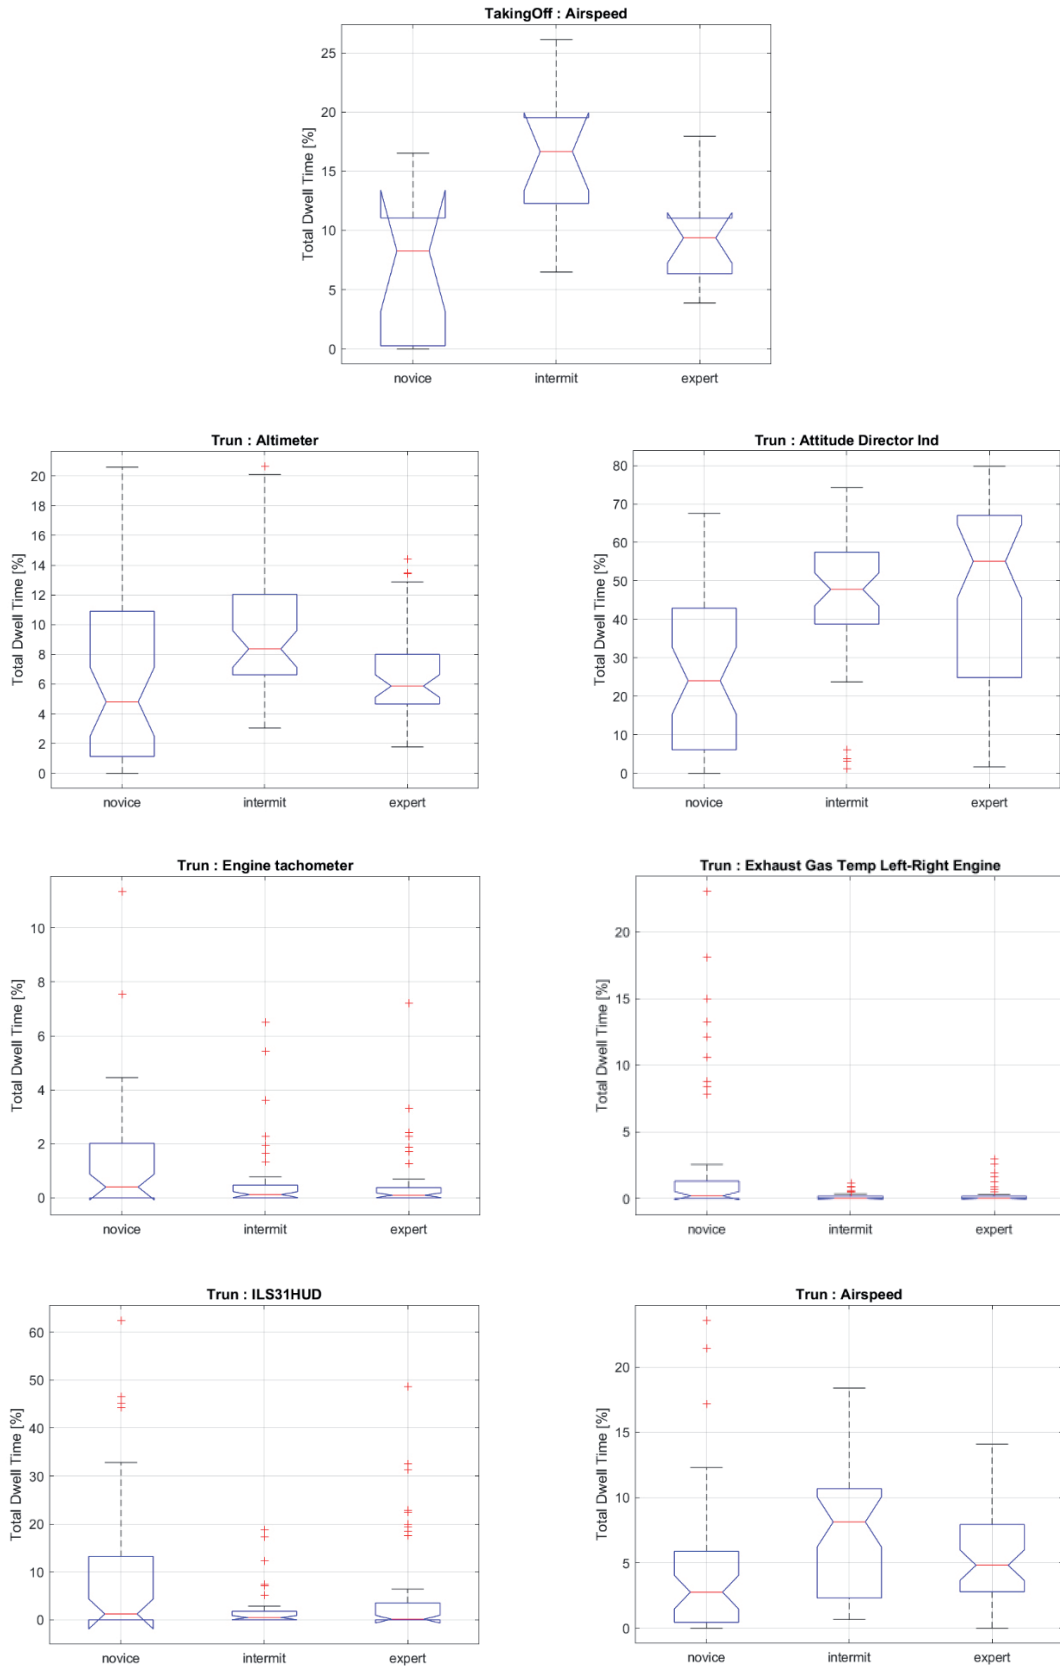 TakingOff : Airspeed
Total Dwell Time [%]
25
20
15
10
5
0
novice intermit expert
Trun : Altimeter
Total Dwell Time [%]
20
18
16
14
12
10
8
6
4
2
0
novice intermit expert
Trun : Attitude Director Ind
Total Dwell Time [%]
80
70
60
50
40
30
20
10
0
novice intermit expert
Trun : Engine tachometer
Total Dwell Time [%]
10
8
6
4
2
0
novice intermit expert
Trun : Exhaust Gas Temp Left-Right Engine
Total Dwell Time [%]
20
15
10
5
0
novice intermit expert
Trun : ILS31HUD
Total Dwell Time [%]
60
50
40
30
20
10
0
novice intermit expert
Trun : Airspeed
Total Dwell Time [%]
20
15
10
5
0
novice intermit expert